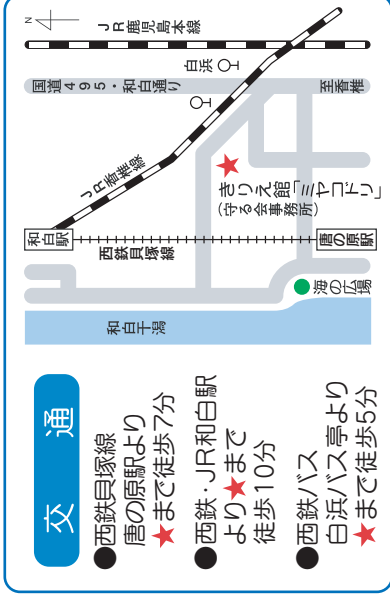 交 通
●西鉄貝塚線
唐の原駅より
★まで徒歩7分
●西鉄・JR和白駅
より★まで
徒歩10分
●西鉄バス
白浜バス亭より
★まで徒歩5分
N
JR鹿児島本線
白浜
国道495・和白通り
至香椎
JR香椎線
きりえ館「ミヤコドリ」
(守る会事務所)
和白駅
西鉄貝塚線
唐の原駅
海の広場
和白干潟